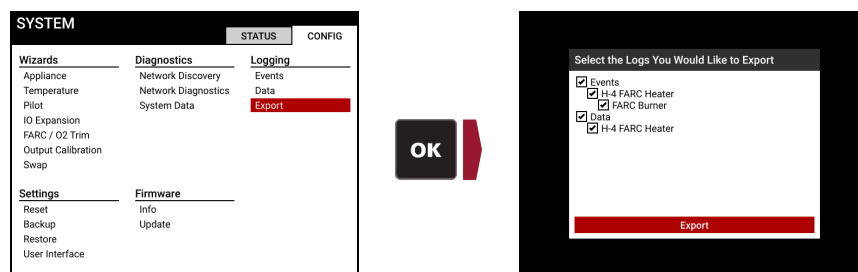 SYSTEM
STATUS CONFIG
Wizards
Appliance
Temperature
Pilot
IO Expansion
FARC / O2 Trim
Output Calibration
Swap
Diagnostics
Network Discovery
Network Diagnostics
System Data
Logging
Events
Data
Export
Settings
Reset
Backup
Restore
User Interface
Firmware
Info
Update
OK
Select the Logs You Would Like to Export
Events
H-4 FARC Heater
FARC Burner
Data
H-4 FARC Heater
Export